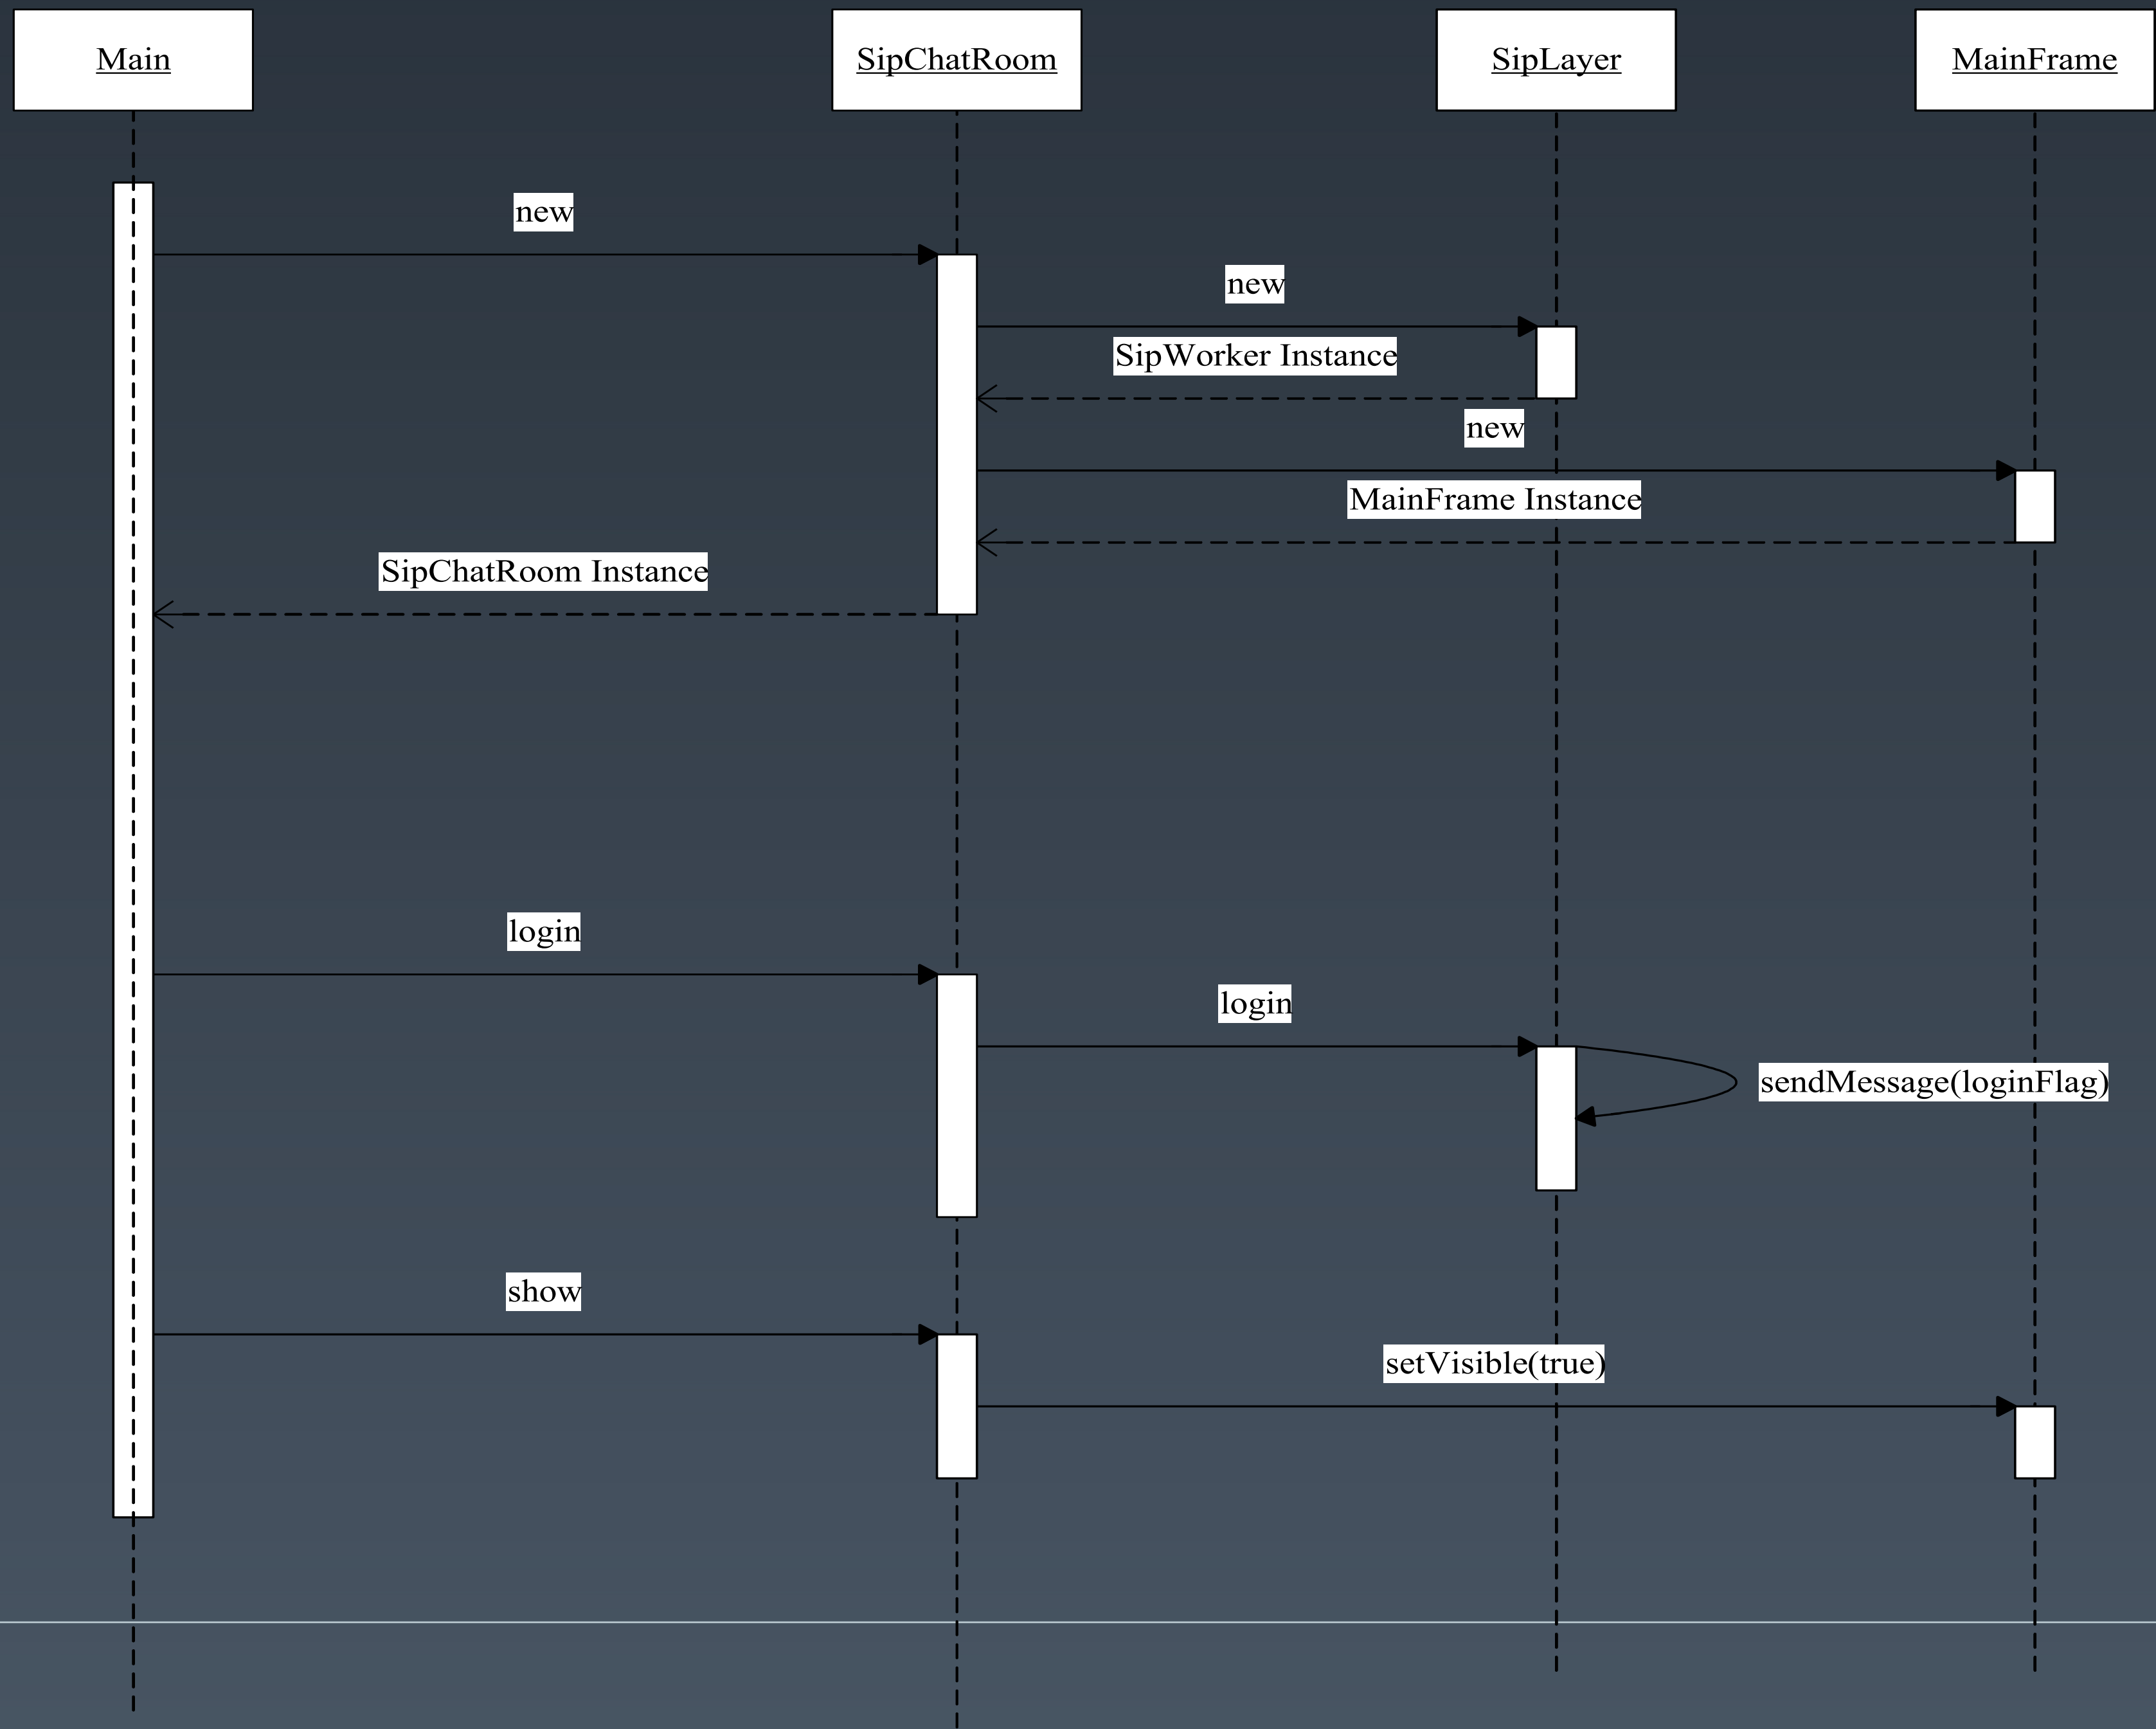 Main
SipChatRoom
SipLayer
MainFrame
new
new
SipWorker Instance
new
MainFrame Instance
SipChatRoom Instance
login
login
sendMessage(loginFlag)
show
setVisible(true)